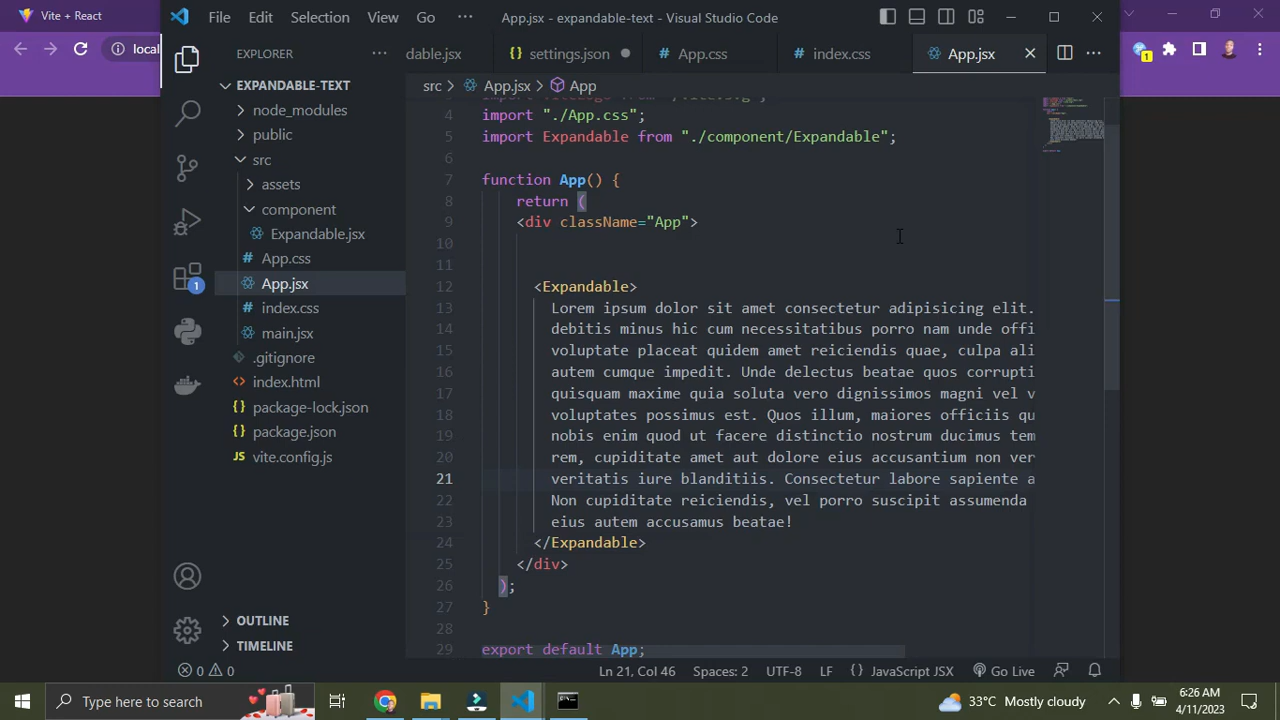 Vite + React
File Edit Selection View Go ... App.jsx - expandable-text - Visual Studio Code
local
1
EXPLORER
dable.jsx settings.json App.css index.css App.jsx
EXPANDABLE-TEXT
node_modules
public
src
assets
component
Expandable.jsx
App.css
App.jsx
index.css
main.jsx
.gitignore
index.html
package-lock.json
package.json
vite.config.js
OUTLINE
TIMELINE
1
src > App.jsx > App
4 import "./App.css";
5 import Expandable from "./component/Expandable";
6
7 function App() {
8 return (
9 <div className="App">
10
11
12 <Expandable>
13 Lorem ipsum dolor sit amet consectetur adipisicing elit.
14 debitis minus hic cum necessitatibus porro nam unde offi
15 voluptate placeat quidem amet reiciendis quae, culpa ali
16 autem cumque impedit. Unde delectus beatae quos corrupti
17 quisquam maxime quia soluta vero dignissimos magni vel v
18 voluptates possimus est. Quos illum, maiores officiis qu
19 nobis enim quod ut facere distinctio nostrum ducimus tem
20 rem, cupiditate amet aut dolore eius accusantium non ver
21 veritatis iure blanditiis. Consectetur labore sapiente a
22 Non cupiditate reiciendis, vel porro suscipit assumenda
23 eius autem accusamus beatae!
24 </Expandable>
25 </div>
26 );
27 }
28
29 export default App;
0 0 Ln 21, Col 46 Spaces: 2 UTF-8 LF {} JavaScript JSX Go Live
Type here to search
33°C Mostly cloudy
6:26 AM
4/11/2023